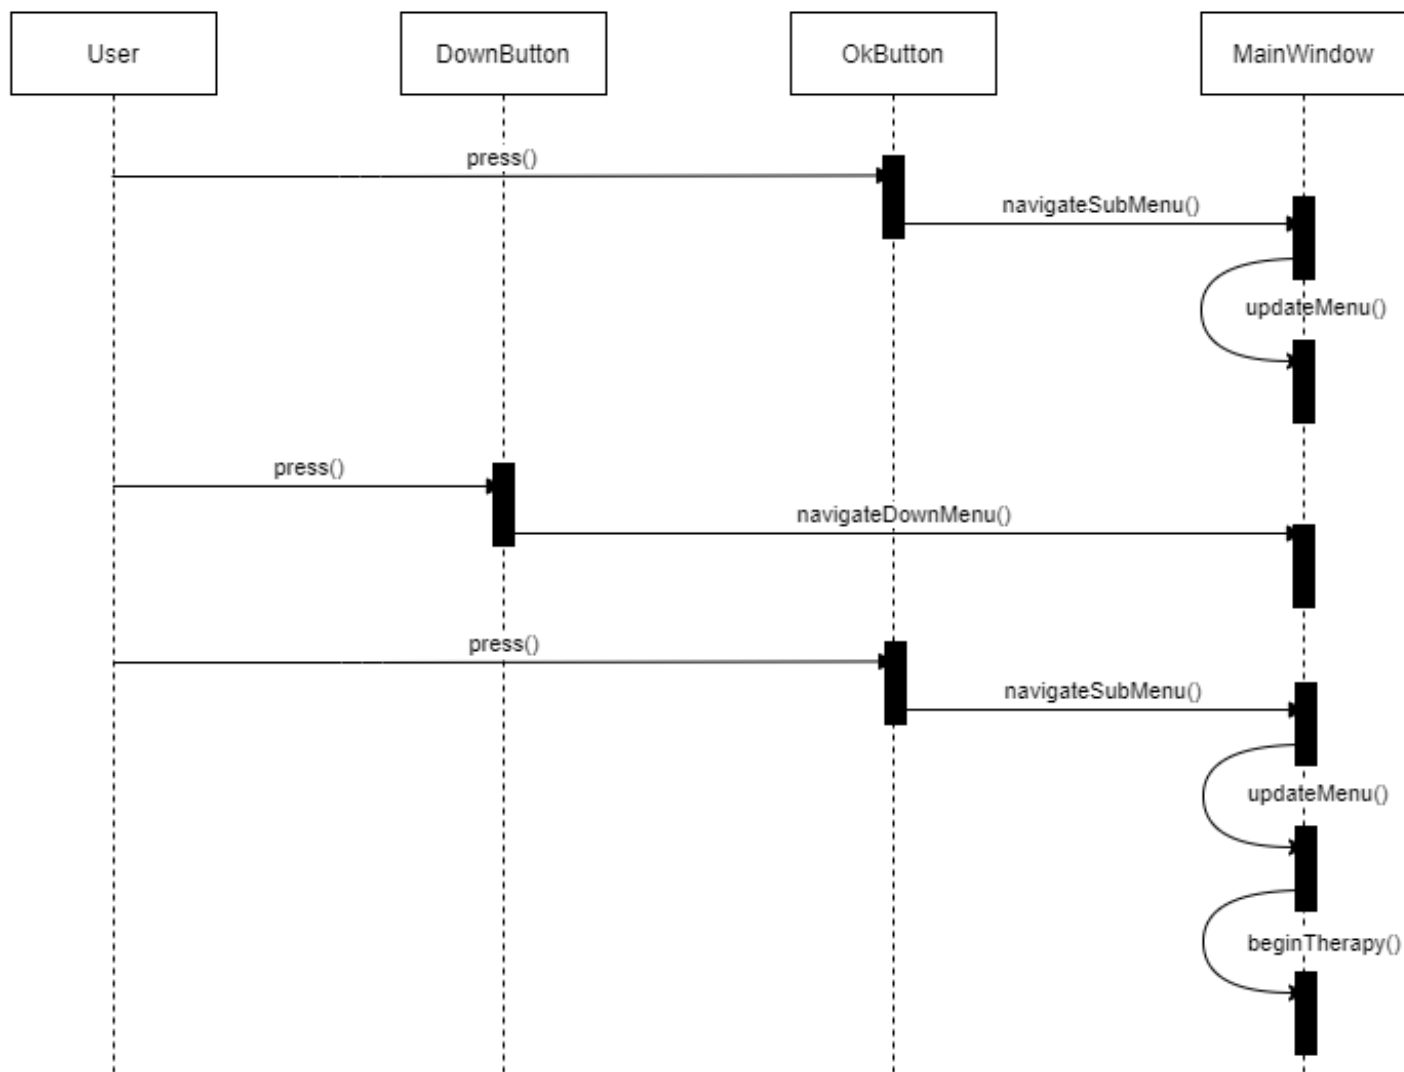 User
DownButton
OkButton
MainWindow
press()
navigateSubMenu()
updateMenu()
press()
navigateDownMenu()
press()
navigateSubMenu()
updateMenu()
beginTherapy()